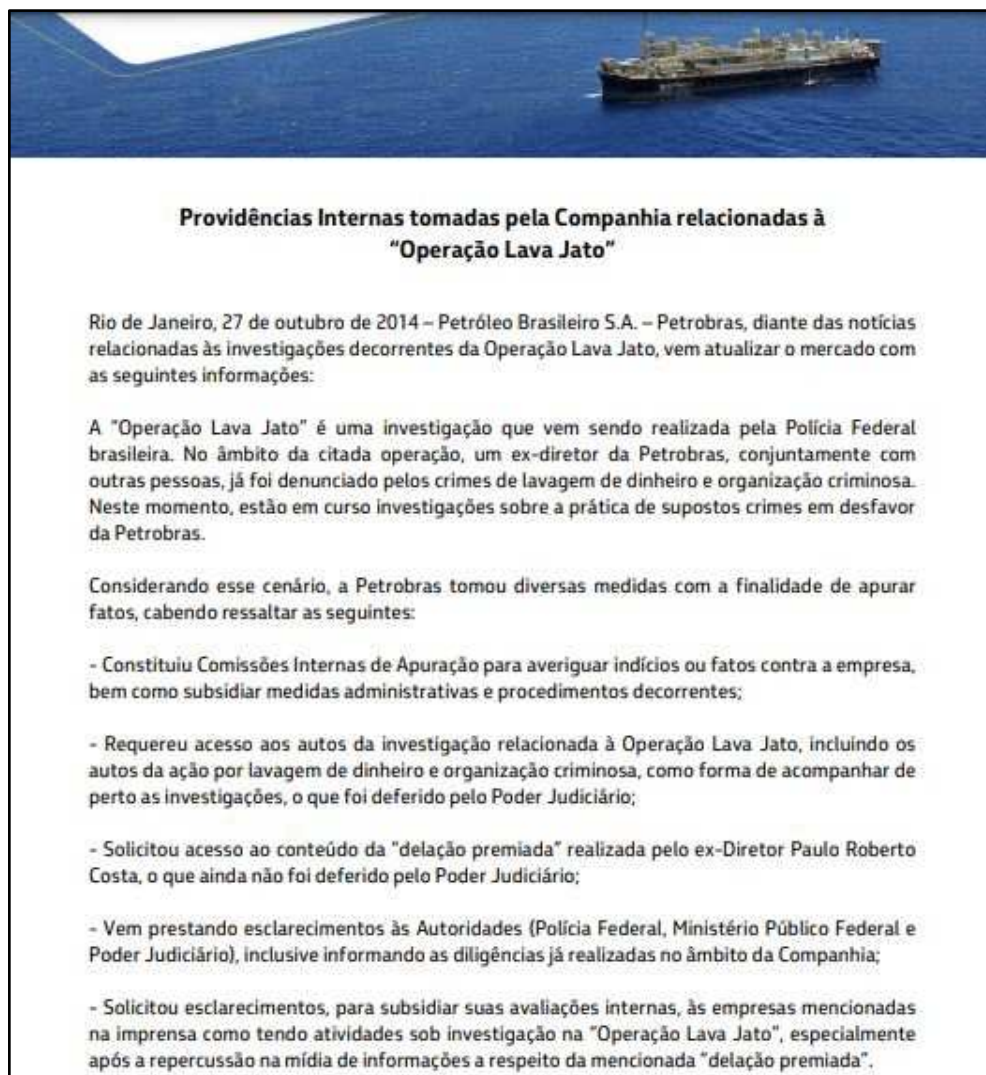 Providências Internas tomadas pela Companhia relacionadas à
“Operação Lava Jato”
Rio de Janeiro, 27 de outubro de 2014 – Petróleo Brasileiro S.A. – Petrobras, diante das notícias
relacionadas às investigações decorrentes da Operação Lava Jato, vem atualizar o mercado com
as seguintes informações:
A “Operação Lava Jato” é uma investigação que vem sendo realizada pela Polícia Federal
brasileira. No âmbito da citada operação, um ex-diretor da Petrobras, conjuntamente com
outras pessoas, já foi denunciado pelos crimes de lavagem de dinheiro e organização criminosa.
Neste momento, estão em curso investigações sobre a prática de supostos crimes em desfavor
da Petrobras.
Considerando esse cenário, a Petrobras tomou diversas medidas com a finalidade de apurar
fatos, cabendo ressaltar as seguintes:
- Constituiu Comissões Internas de Apuração para averiguar indícios ou fatos contra a empresa,
bem como subsidiar medidas administrativas e procedimentos decorrentes;
- Requereu acesso aos autos da investigação relacionada à Operação Lava Jato, incluindo os
autos da ação por lavagem de dinheiro e organização criminosa, como forma de acompanhar de
perto as investigações, o que foi deferido pelo Poder Judiciário;
- Solicitou acesso ao conteúdo da “delação premiada” realizada pelo ex-Diretor Paulo Roberto
Costa, o que ainda não foi deferido pelo Poder Judiciário;
- Vem prestando esclarecimentos às Autoridades (Polícia Federal, Ministério Público Federal e
Poder Judiciário), inclusive informando as diligências já realizadas no âmbito da Companhia;
- Solicitou esclarecimentos, para subsidiar suas avaliações internas, às empresas mencionadas
na imprensa como tendo atividades sob investigação na “Operação Lava Jato”, especialmente
após a repercussão na mídia de informações a respeito da mencionada “delação premiada”.